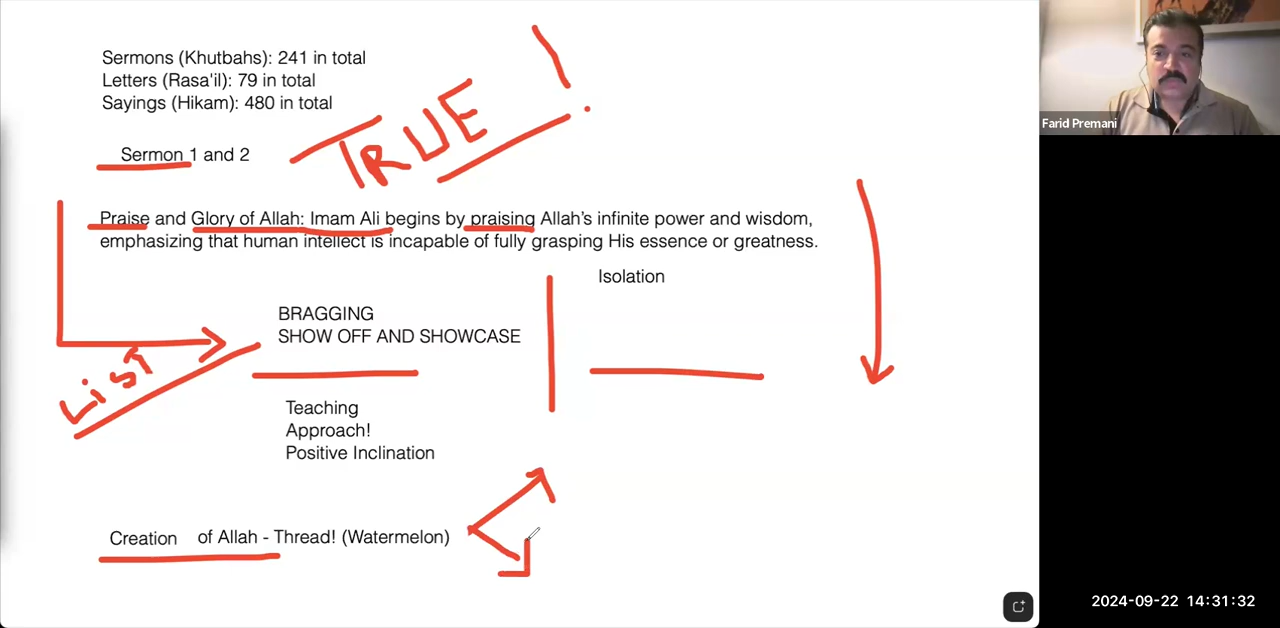 Sermons (Khutbahs): 241 in total
Letters (Rasa'il): 79 in total
Sayings (Hikam): 480 in total
TRUE!
Sermon 1 and 2
Praise and Glory of Allah: Imam Ali begins by praising Allah's infinite power and wisdom,
emphasizing that human intellect is incapable of fully grasping His essence or greatness.
Isolation
BRAGGING
SHOW OFF AND SHOWCASE
LiST
Teaching
Approach!
Positive Inclination
Creation of Allah - Thread! (Watermelon)
Farid Premani
2024-09-22 14:31:32